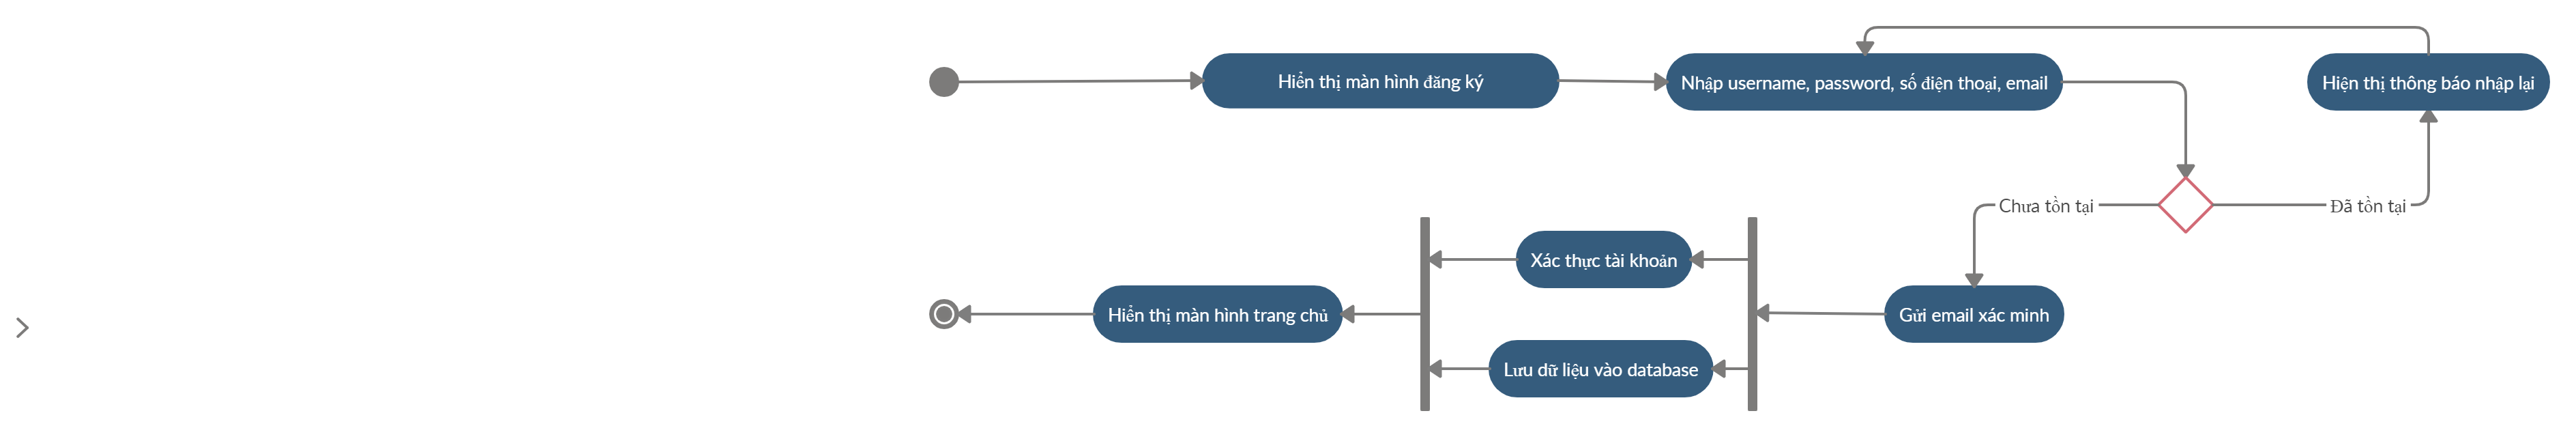 Hiển thị màn hình đăng ký
Nhập username, password, số điện thoại, email
Hiện thị thông báo nhập lại
Chưa tồn tại
Đã tồn tại
Xác thực tài khoản
Hiển thị màn hình trang chủ
Gửi email xác minh
Lưu dữ liệu vào database